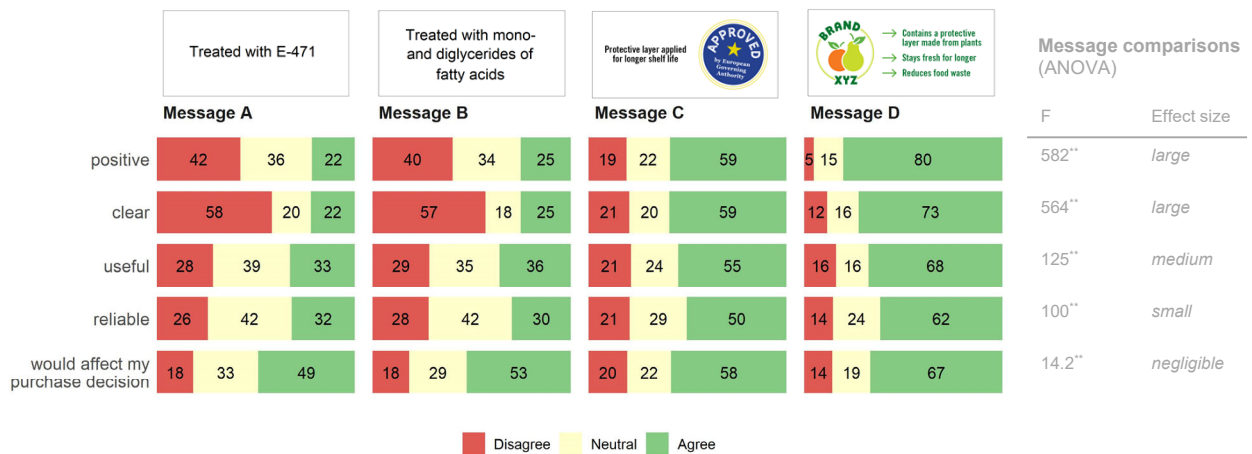 Treated with E-471
Treated with mono-
and diglycerides of
fatty acids
Protective layer applied
for longer shelf life
APPROVED
by European
Governing
Authority
BRAND
XYZ
→ Contains a protective
layer made from plants
→ Stays fresh for longer
→ Reduces food waste
Message comparisons
(ANOVA)
Message A Message B Message C Message D
F Effect size
positive 42 36 22 40 34 25 19 22 59 5 15 80 582** large
clear 58 20 22 57 18 25 21 20 59 12 16 73 564** large
useful 28 39 33 29 35 36 21 24 55 16 16 68 125** medium
reliable 26 42 32 28 42 30 21 29 50 14 24 62 100** small
would affect my
purchase decision 18 33 49 18 29 53 20 22 58 14 19 67 14.2** negligible
Disagree Neutral Agree